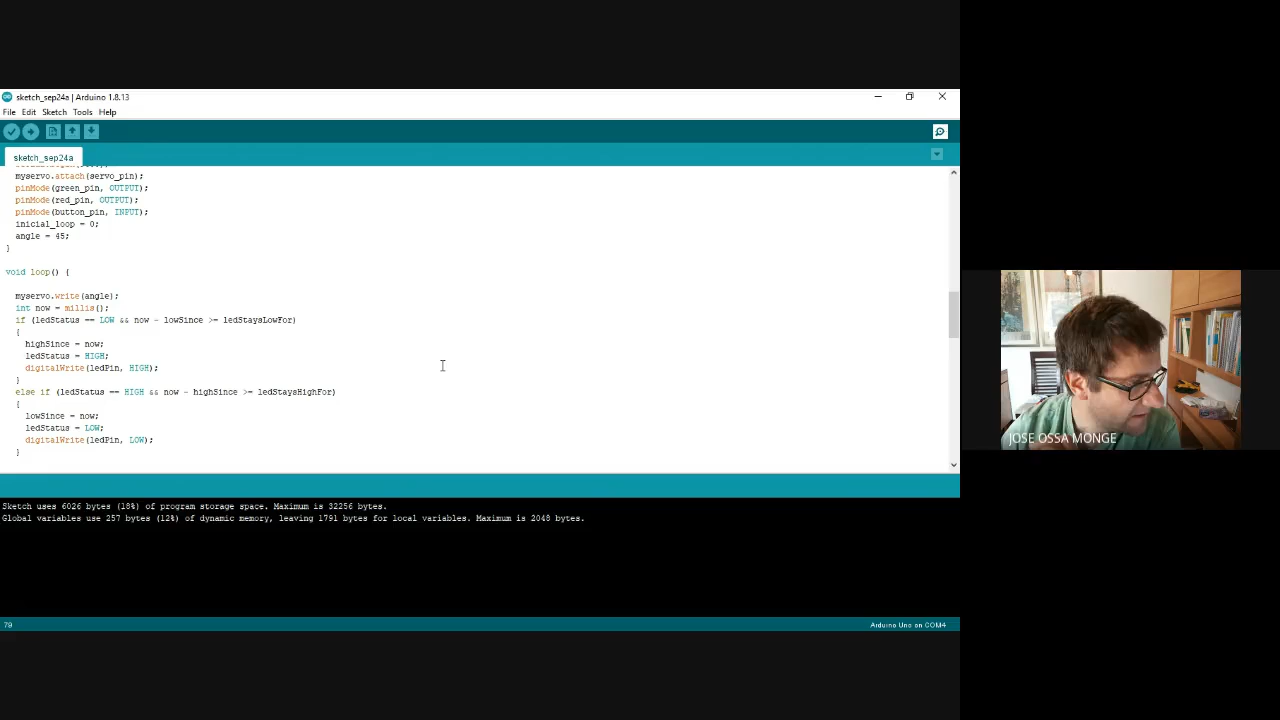 sketch_sep24a | Arduino 1.8.13
File Edit Sketch Tools Help
sketch_sep24a
myservo.attach(servo_pin);
pinMode(green_pin, OUTPUT);
pinMode(red_pin, OUTPUT);
pinMode(button_pin, INPUT);
inicial_loop = 0;
angle = 45;
}
void loop() {
myservo.write(angle);
int now = millis();
if (ledStatus == LOW && now - lowSince >= ledStaysLowFor)
{
highSince = now;
ledStatus = HIGH;
digitalWrite(ledPin, HIGH);
}
else if (ledStatus == HIGH && now - highSince >= ledStaysHighFor)
{
lowSince = now;
ledStatus = LOW;
digitalWrite(ledPin, LOW);
}
Sketch uses 6026 bytes (18%) of program storage space. Maximum is 32256 bytes.
Global variables use 257 bytes (12%) of dynamic memory, leaving 1791 bytes for local variables. Maximum is 2048 bytes.
79
Arduino Uno on COM4
JOSE OSSA MONGE